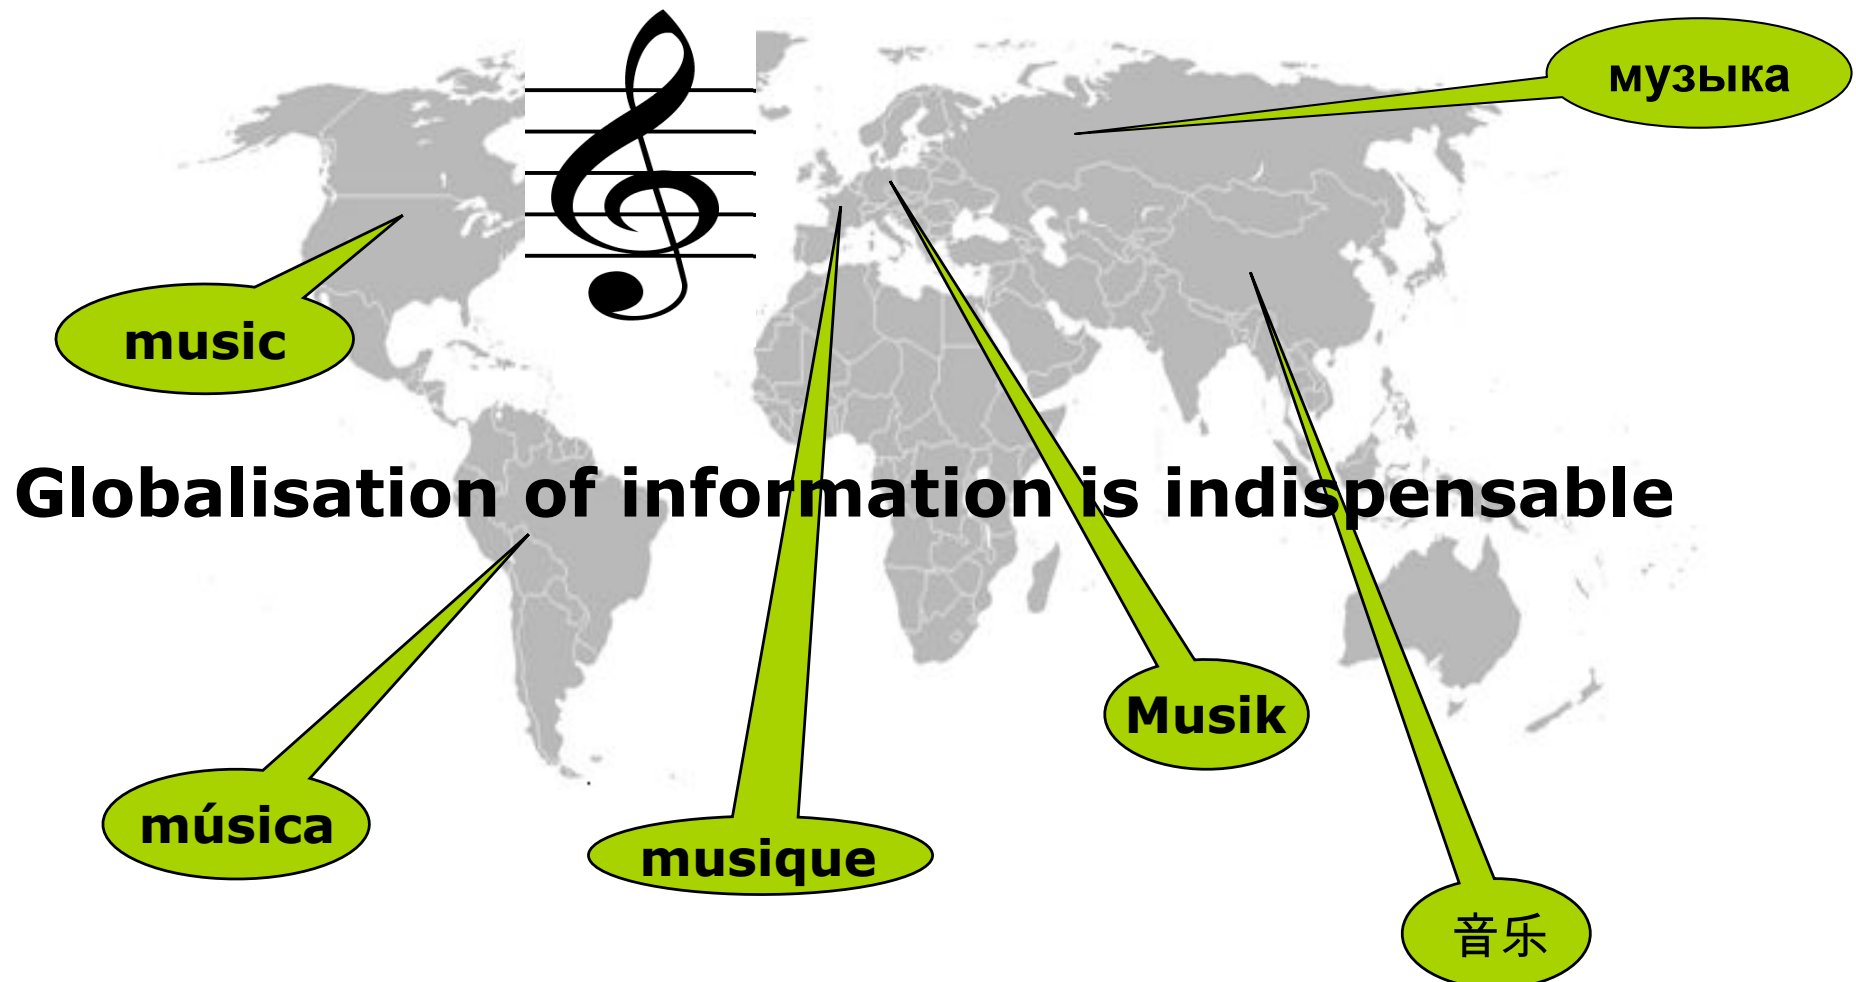 музыка
music
Globalisation of information is indispensable
Musik
música
musique
音乐